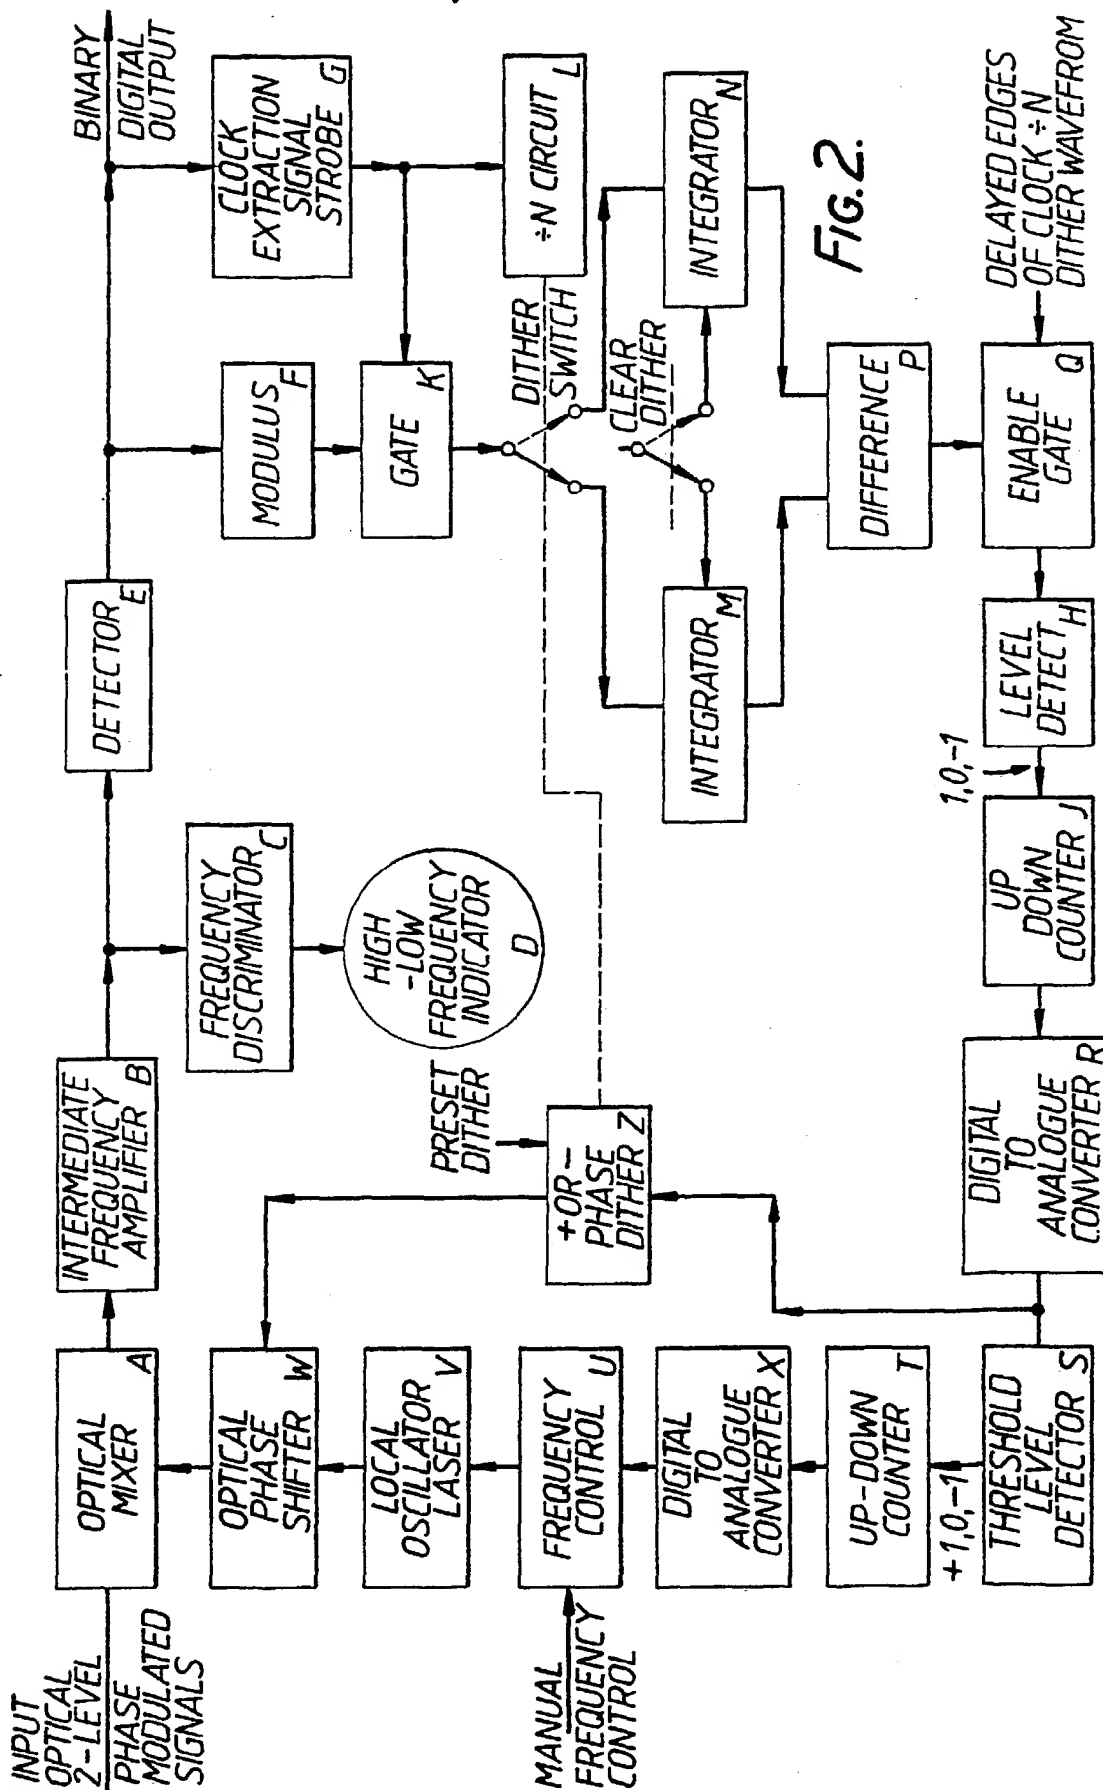 INPUT
OPTICAL
2-LEVEL
PHASE
MODULATED
SIGNALS
OPTICAL
MIXER
A
INTERMEDIATE
FREQUENCY
AMPLIFIER B
DETECTOR E
BINARY
DIGITAL
OUTPUT
FREQUENCY
DISCRIMINATOR C
HIGH
-LOW
FREQUENCY
INDICATOR
D
MODULUS F
CLOCK
EXTRACTION
SIGNAL
STROBE
G
GATE K
÷N CIRCUIT L
DITHER
SWITCH
CLEAR
DITHER
INTEGRATOR M
INTEGRATOR N
DIFFERENCE P
FIG.2.
DELAYED EDGES
OF CLOCK ÷ N
DITHER WAVEFROM
ENABLE
GATE
Q
LEVEL
DETECT H
1,0,-1
UP
DOWN
COUNTER J
DIGITAL
TO
ANALOGUE
CONVERTER R
PRESET
DITHER
+OR-
PHASE
DITHER Z
OPTICAL
PHASE
SHIFTER
W
LOCAL
OSCILLATOR
LASER
V
MANUAL
FREQUENCY
CONTROL
FREQUENCY
CONTROL
U
DIGITAL
TO
ANALOGUE
CONVERTER X
UP-DOWN
COUNTER
T
+1,0,-1
THRESHOLD
LEVEL
DETECTOR S